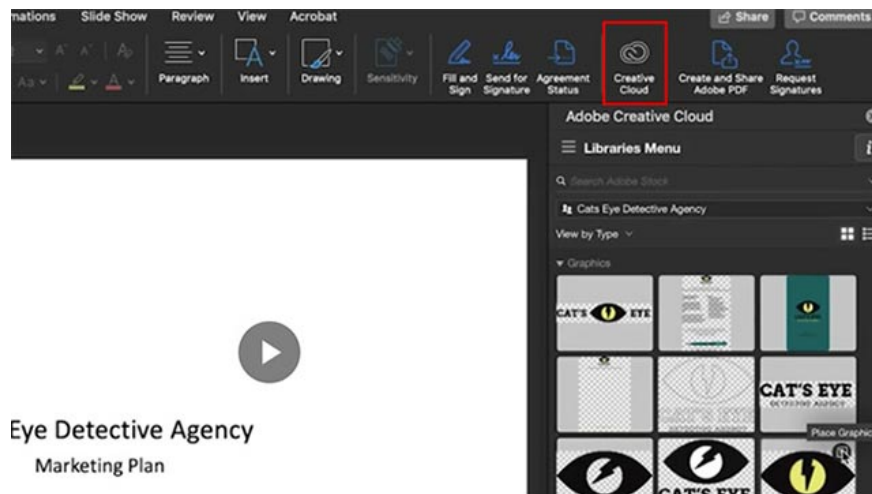 mations Slide Show Review View Acrobat
Share Comments
Aa
Paragraph
Insert
Drawing
Sensitivity
Fill and
Sign
Send for
Signature
Agreement
Status
Creative
Cloud
Create and Share
Adobe PDF
Request
Signatures
Adobe Creative Cloud
Libraries Menu
Search Adobe Stock
Cats Eye Detective Agency
View by Type
Graphics
CAT'S EYE
CAT'S EYE
DETECTIVE AGENCY
Place Graphic
CAT'S EYE
Eye Detective Agency
Marketing Plan